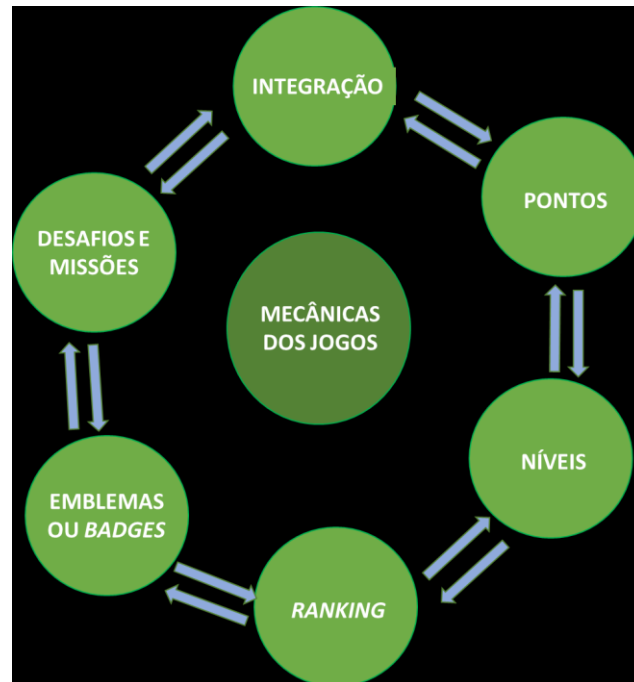 INTEGRAÇÃO
PONTOS
DESAFIOS E
MISSÕES
MECÂNICAS
DOS JOGOS
NÍVEIS
EMBLEMAS
OU BADGES
RANKING